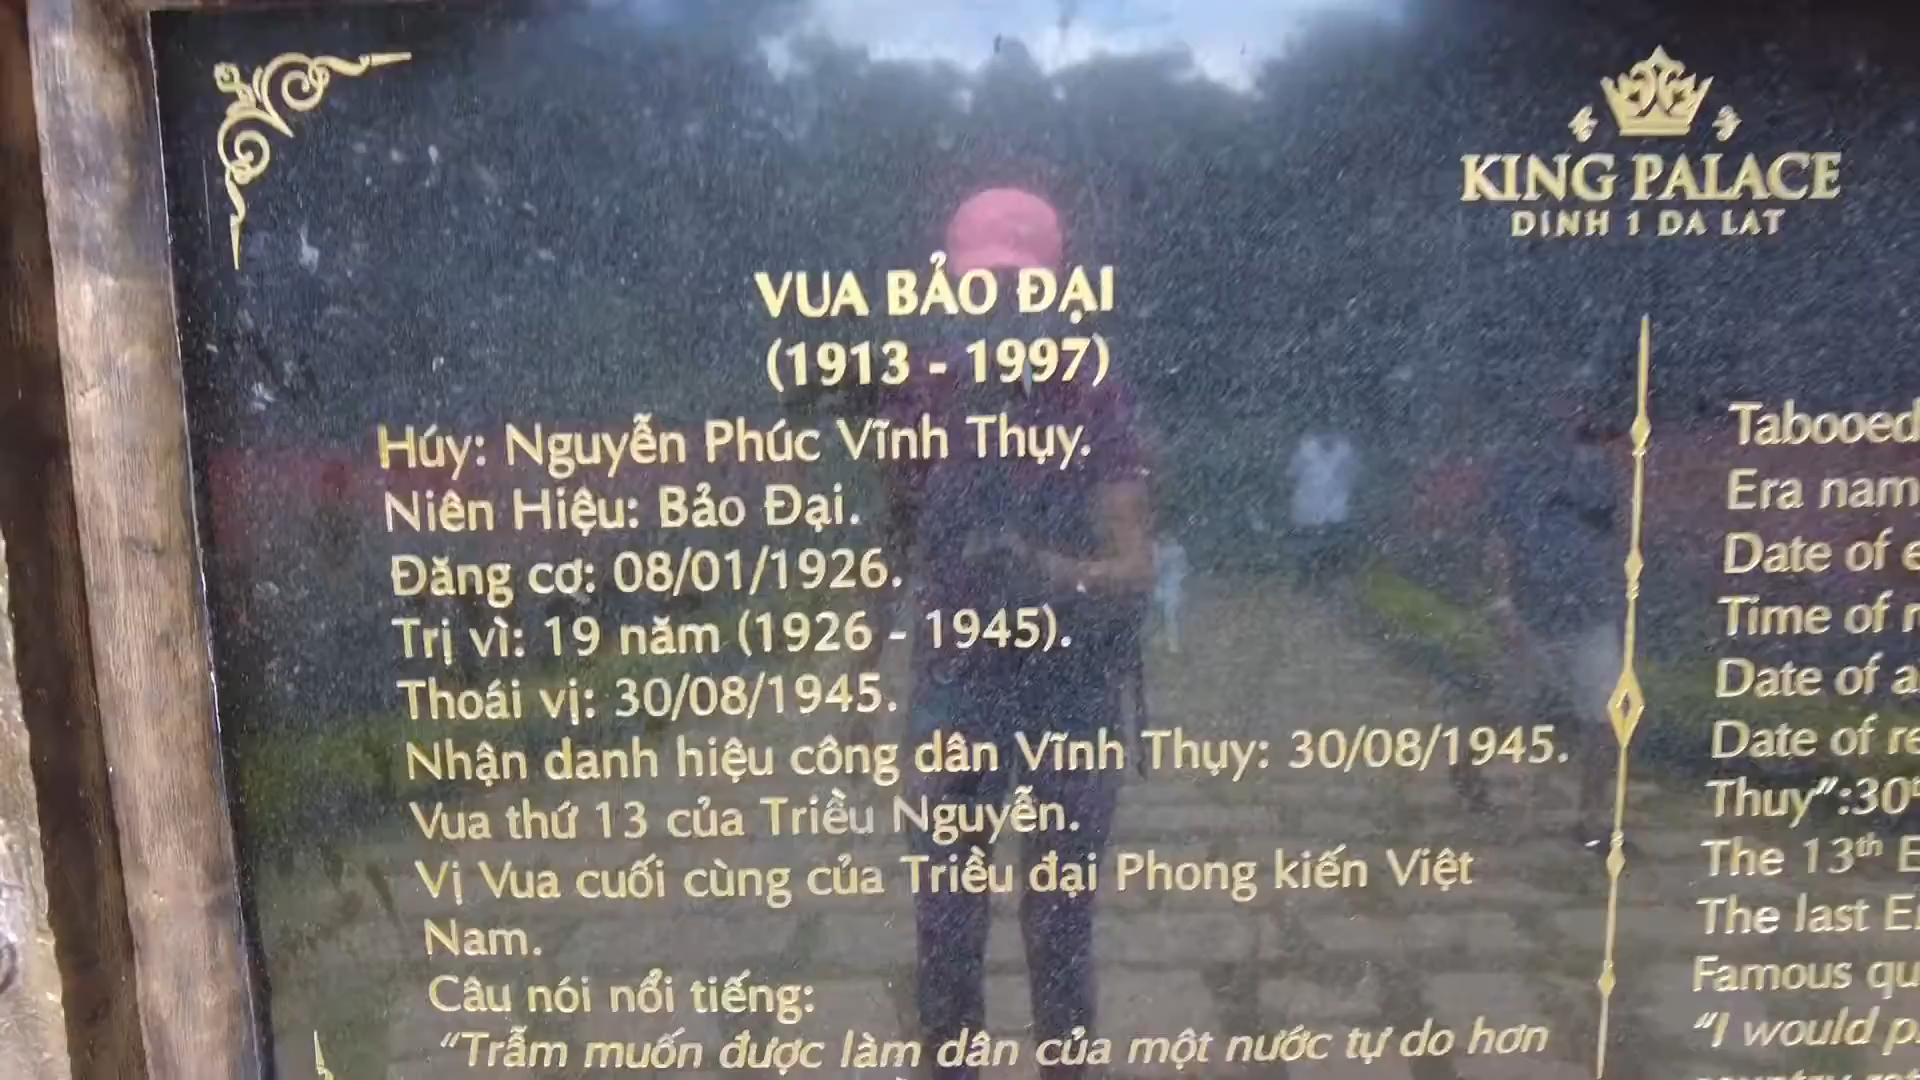 KING PALACE
DINH 1 DA LAT
VUA BẢO ĐẠI
(1913 - 1997)
Húy: Nguyễn Phúc Vĩnh Thụy.
Niên Hiệu: Bảo Đại.
Đăng cơ: 08/01/1926.
Trị vì: 19 năm (1926 - 1945).
Thoái vị: 30/08/1945.
Nhận danh hiệu công dân Vĩnh Thụy: 30/08/1945.
Vua thứ 13 của Triều Nguyễn.
Vị Vua cuối cùng của Triều đại Phong kiến Việt
Nam.
Câu nói nổi tiếng:
“Trẫm muốn được làm dân của một nước tự do hơn
Tabooed
Era nam
Date of e
Time of r
Date of a
Date of re
Thuy”:30
The 13th E
The last E
Famous qu
“I would p